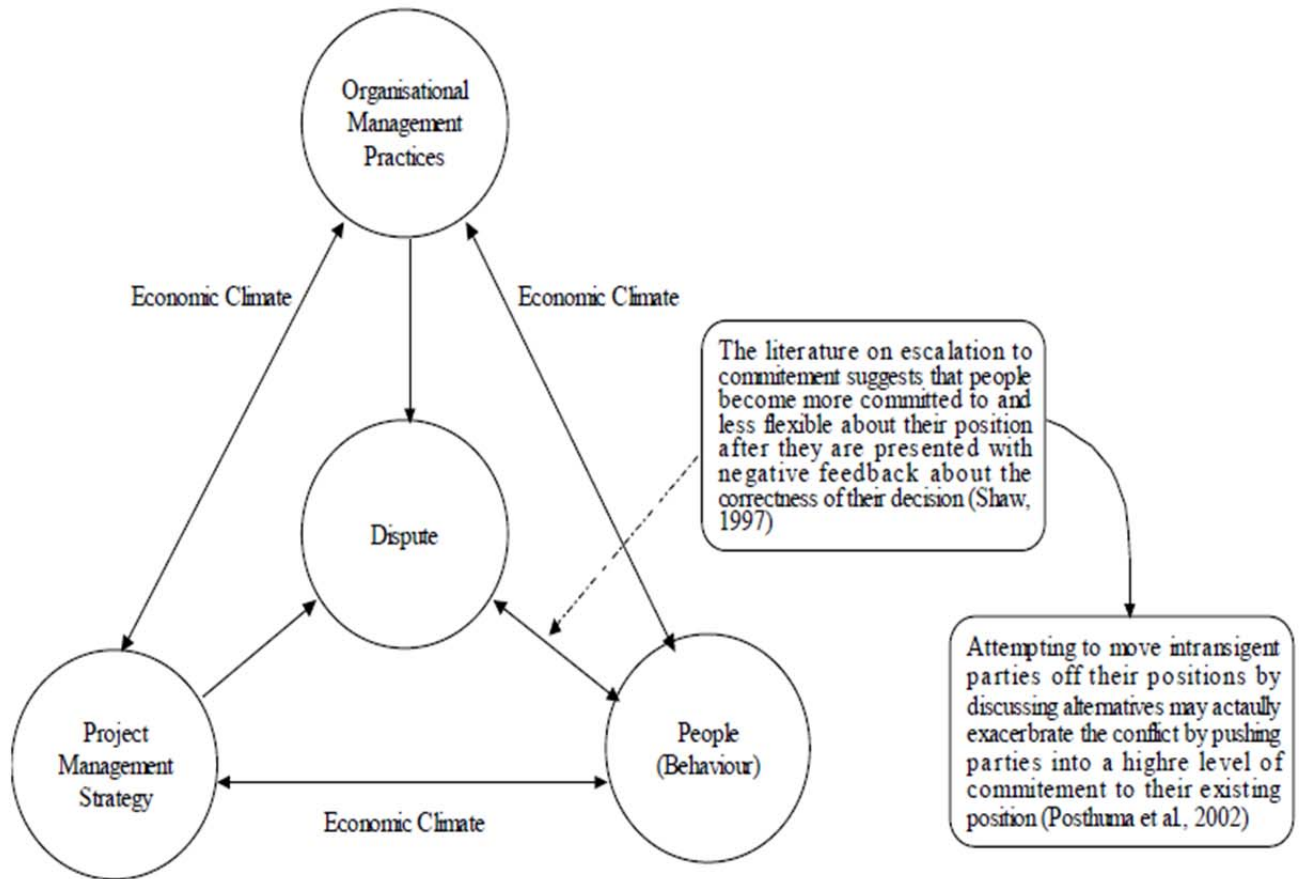 Organisational
Management
Practices
Economic Climate
Economic Climate
The literature on escalation to
commitement suggests that people
become more committed to and
less flexible about their position
after they are presented with
negative feedback about the
correctness of their decision (Shaw,
1997)
Dispute
Attempting to move intransigent
parties off their positions by
discussing alternatives may actaully
exacerbrate the conflict by pushing
parties into a highre level of
commitment to their existing
position (Posthuma et al., 2002)
Project
Management
Strategy
People
(Behaviour)
Economic Climate